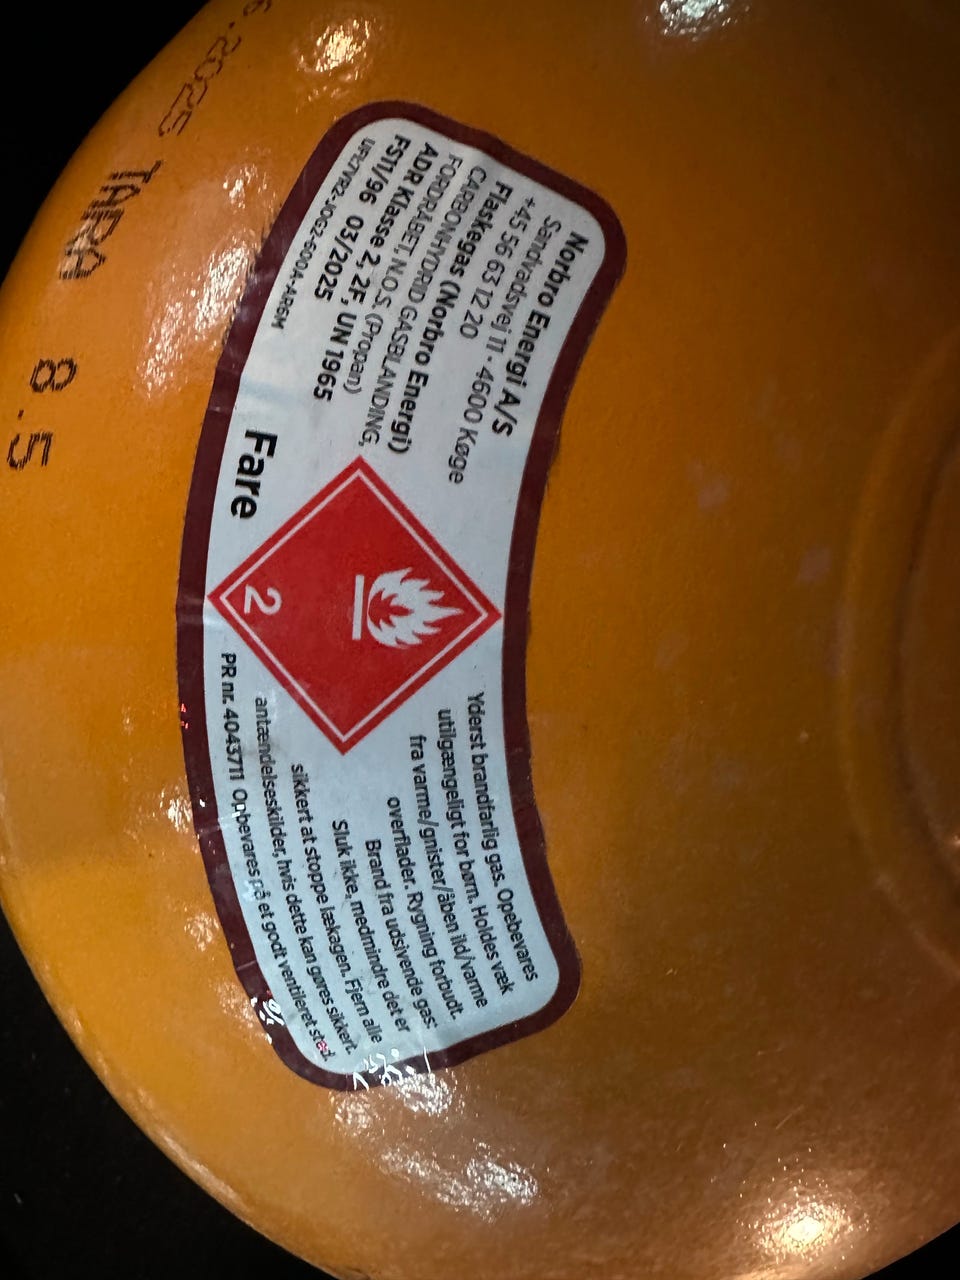 Norbro Energi A/S
Sandvadsvej 11 - 4600 Køge
+45 56 63 12 20
Flaskegas (Norbro Energi)
CARBONHYDRID GASBLANDING,
FORDRÅBET, N.O.S. (Propan)
ADR Klasse 2, 2F, UN 1965
FS11/96 03/2025
Fare
2
Yderst brandfarlig gas. Opebevares
utilgængeligt for børn. Holdes væk
fra varme/gnister/åben ild/varme
overflader. Rygning forbudt.
Brand fra udsivende gas:
Sluk ikke, medmindre det er
sikkert at stoppe lækagen. Fjern alle
antændelseskilder, hvis dette kan gøres sikkert.
PR nr. 4043711 Opbevares på et godt ventileret sted.
2025 TARA 8.5